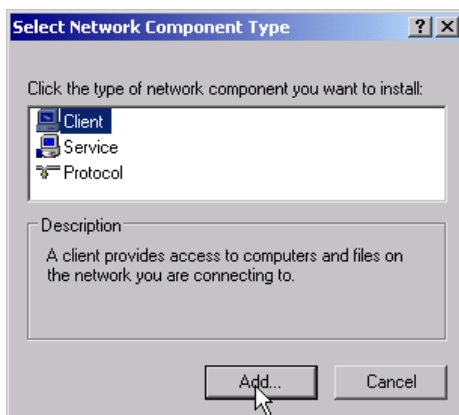 Select Network Component Type
Click the type of network component you want to install:
Client
Service
Protocol
Description
A client provides access to computers and files on
the network you are connecting to.
Add...
Cancel